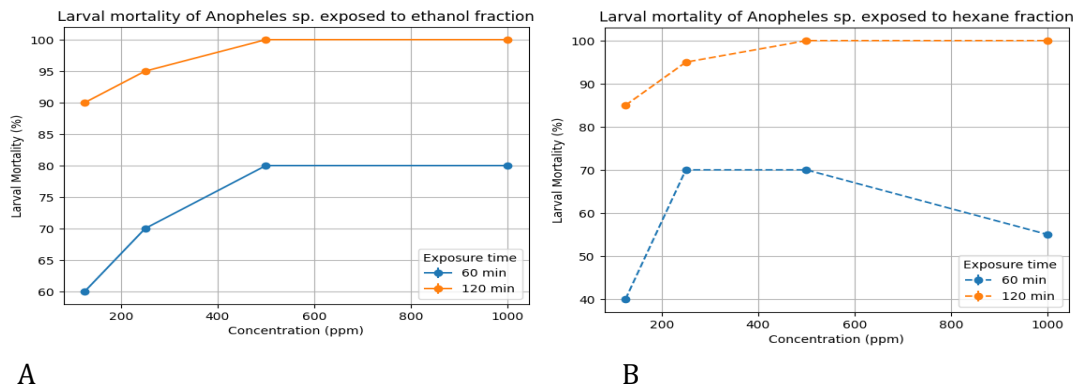 Larval mortality of Anopheles sp. exposed to ethanol fraction
100
95
90
85
80
75
70
65
60
Larval Mortality (%)
200
400
600
800
1000
Concentration (ppm)
Exposure time
60 min
120 min
A
Larval mortality of Anopheles sp. exposed to hexane fraction
100
90
80
70
60
50
40
Larval Mortality (%)
200
400
600
800
1000
Concentration (ppm)
Exposure time
60 min
120 min
B